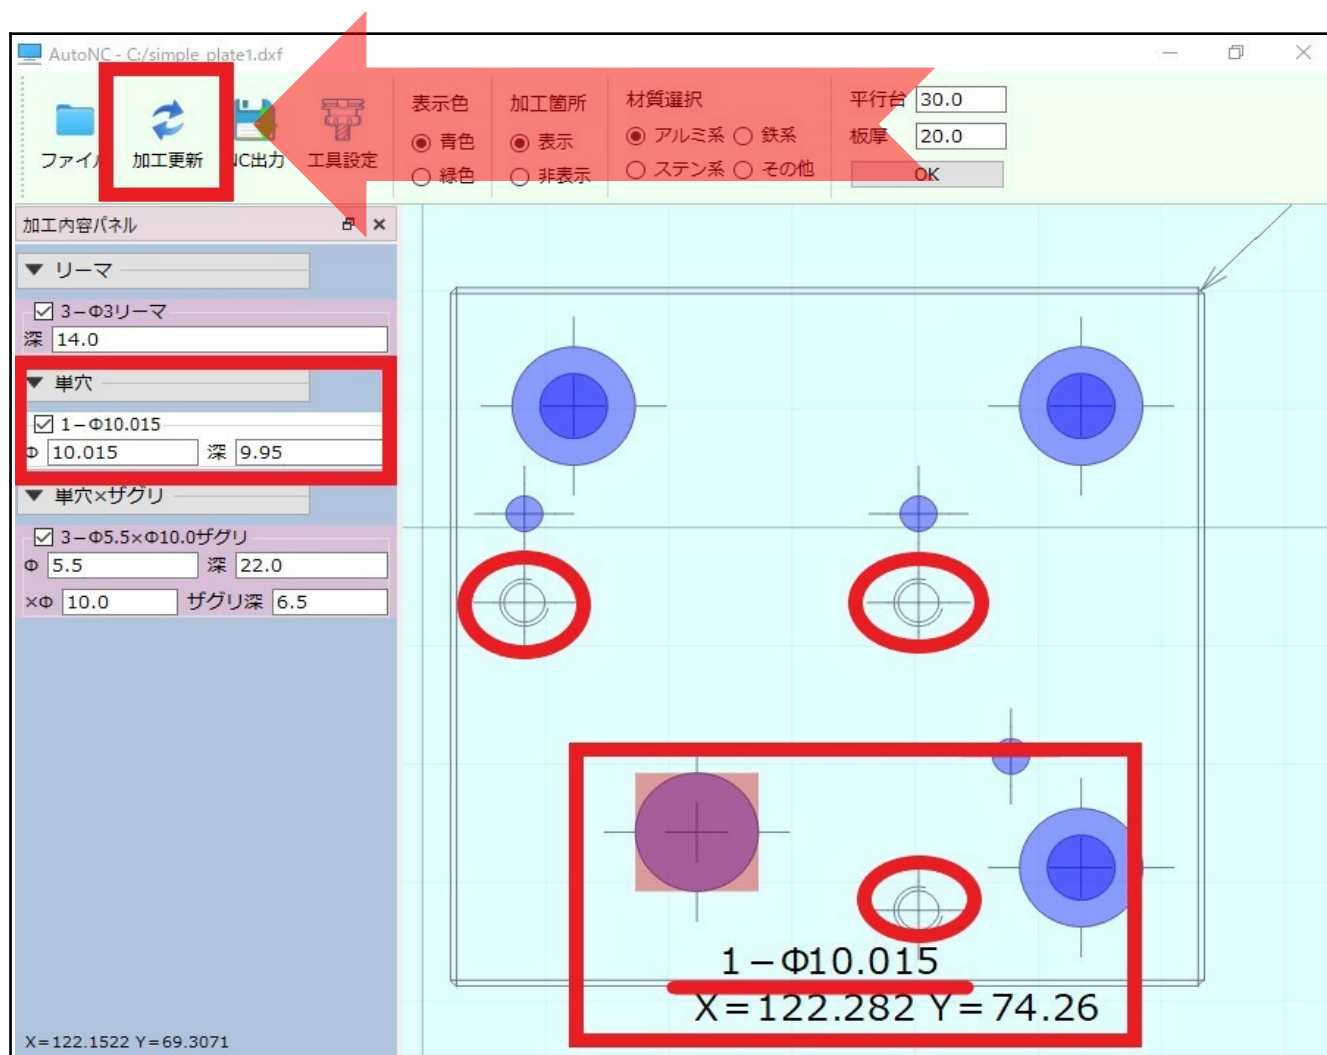 AutoNC - C:/simple_plate1.dxf
ファイル 加工更新 NC出力 工具設定
表示色
青色
緑色
加工箇所
表示
非表示
材質選択
アルミ系 鉄系
ステン系 その他
平行台 30.0
板厚 20.0
OK
加工内容パネル
リーマ
3－Φ3リーマ
深 14.0
単穴
1－Φ10.015
Φ 10.015 深 9.95
単穴×ザグリ
3－Φ5.5×Φ10.0ザグリ
Φ 5.5 深 22.0
×Φ 10.0 ザグリ深 6.5
1－Φ10.015
X=122.282 Y=74.26
X=122.1522 Y=69.3071